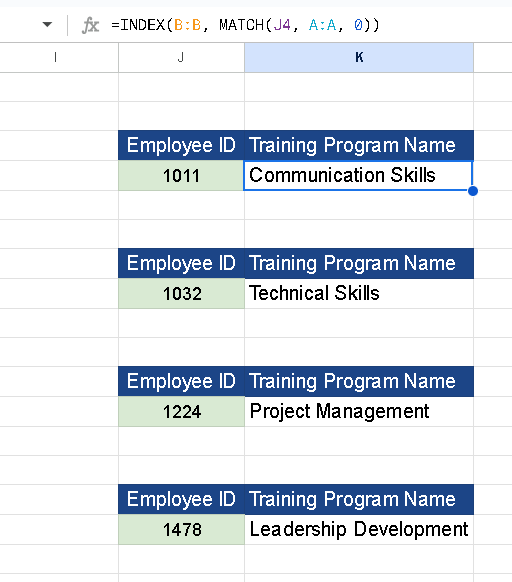 fx =INDEX(B:B, MATCH(J4, A:A, 0))
I J K
Employee ID Training Program Name
1011 Communication Skills
Employee ID Training Program Name
1032 Technical Skills
Employee ID Training Program Name
1224 Project Management
Employee ID Training Program Name
1478 Leadership Development